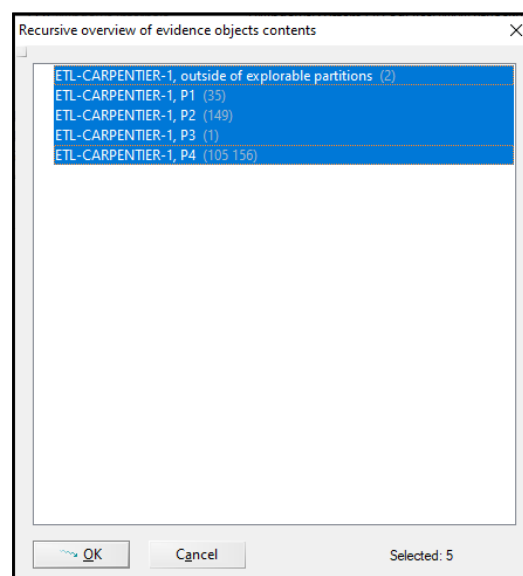 Recursive overview of evidence objects contents
ETL-CARPENTIER-1, outside of explorable partitions (2)
ETL-CARPENTIER-1, P1 (35)
ETL-CARPENTIER-1, P2 (149)
ETL-CARPENTIER-1, P3 (1)
ETL-CARPENTIER-1, P4 (105 156)
OK Cancel Selected: 5